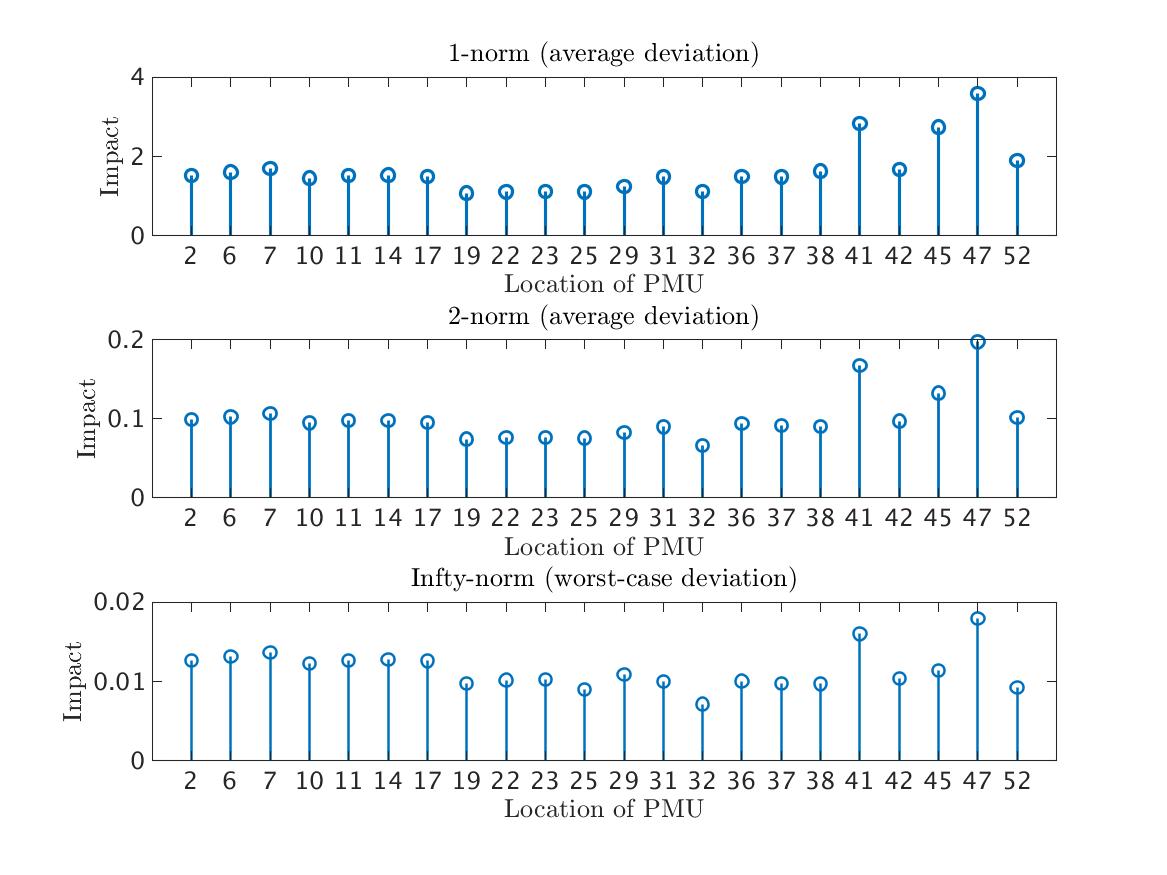 1-norm (average deviation)
4
2
0
Impact
2 6 7 10 11 14 17 19 22 23 25 29 31 32 36 37 38 41 42 45 47 52
Location of PMU
2-norm (average deviation)
0.2
0.1
0
Impact
2 6 7 10 11 14 17 19 22 23 25 29 31 32 36 37 38 41 42 45 47 52
Location of PMU
Infty-norm (worst-case deviation)
0.02
0.01
0
Impact
2 6 7 10 11 14 17 19 22 23 25 29 31 32 36 37 38 41 42 45 47 52
Location of PMU